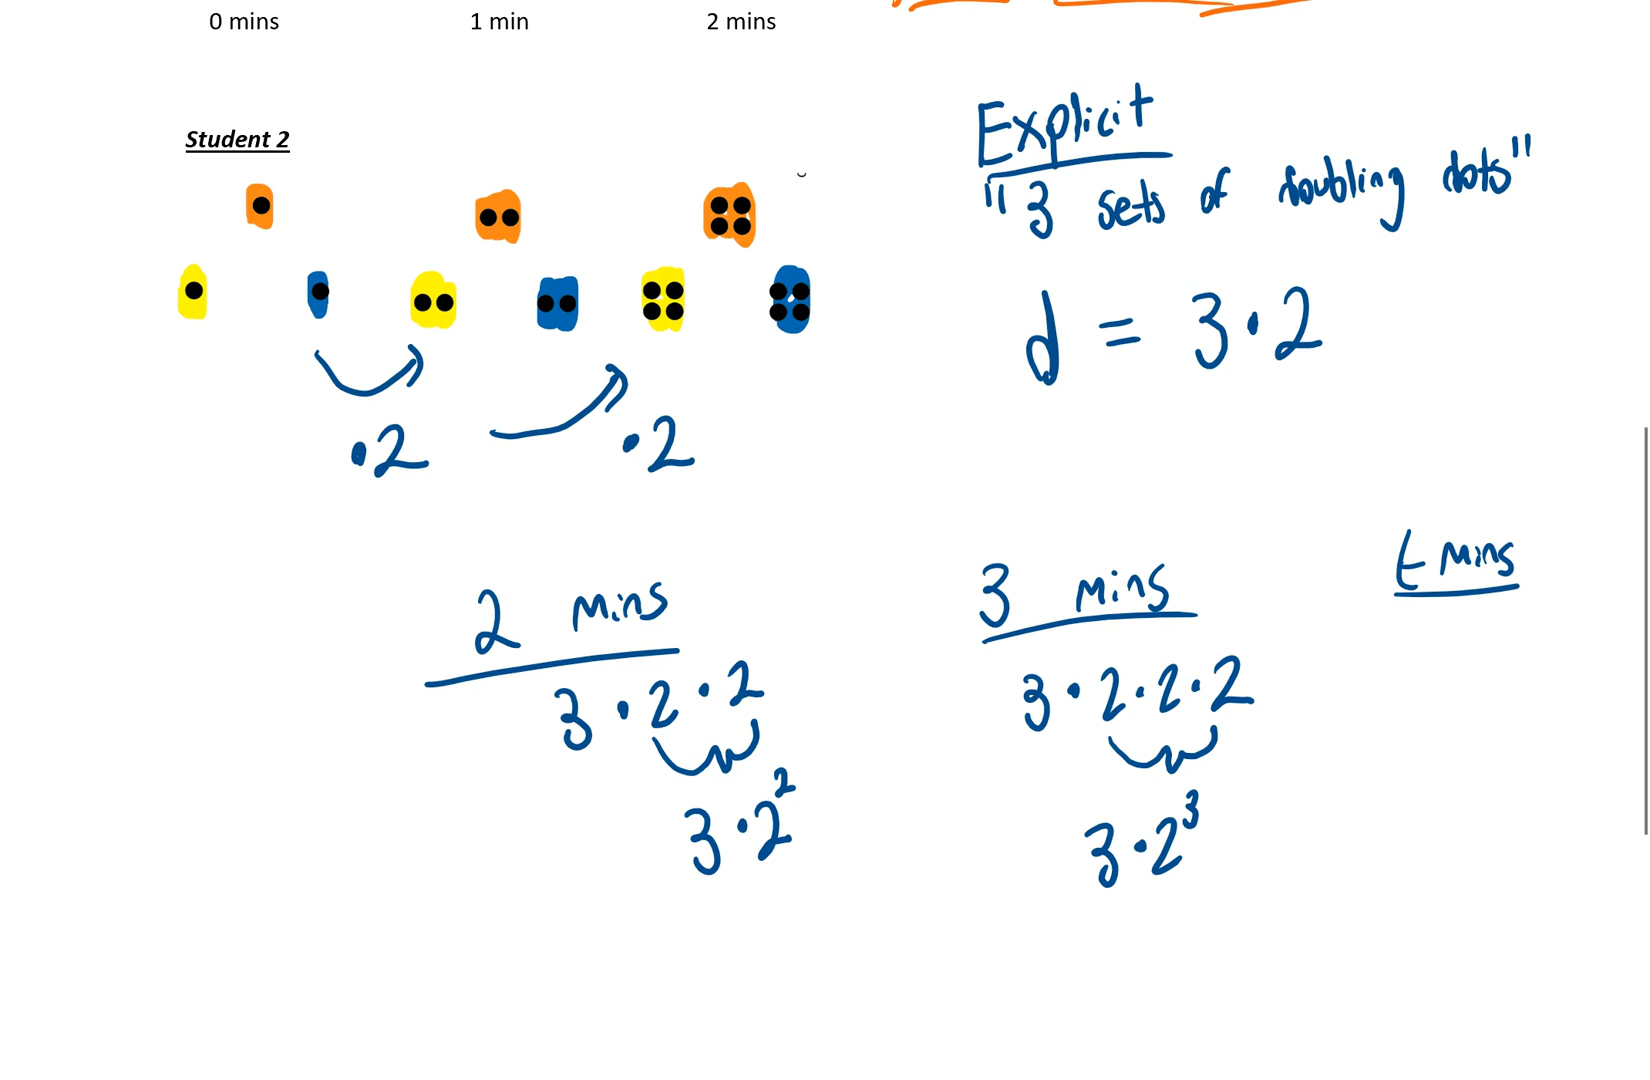 0 mins 1 min 2 mins
Student 2
Explicit
"3 sets of doubling dots"
d = 3·2
·2 ·2
2 mins
3·2·2
3·2²
3 mins
3·2·2·2
3·2³
t mins